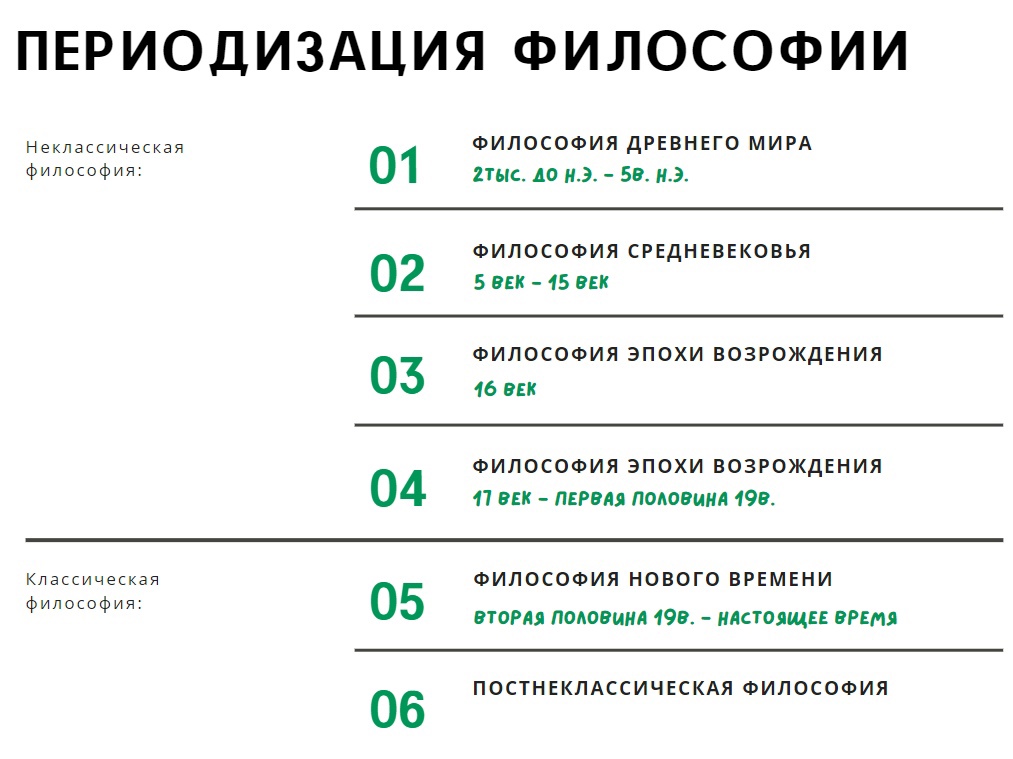 ПЕРИОДИЗАЦИЯ ФИЛОСОФИИ
Неклассическая
философия:
01
ФИЛОСОФИЯ ДРЕВНЕГО МИРА
2ТЫС. ДО Н.Э. - 5В. Н.Э.
02
ФИЛОСОФИЯ СРЕДНЕВЕКОВЬЯ
5 ВЕК - 15 ВЕК
03
ФИЛОСОФИЯ ЭПОХИ ВОЗРОЖДЕНИЯ
16 ВЕК
04
ФИЛОСОФИЯ ЭПОХИ ВОЗРОЖДЕНИЯ
17 ВЕК - ПЕРВАЯ ПОЛОВИНА 19В.
Классическая
философия:
05
ФИЛОСОФИЯ НОВОГО ВРЕМЕНИ
ВТОРАЯ ПОЛОВИНА 19В. - НАСТОЯЩЕЕ ВРЕМЯ
06
ПОСТНЕКЛАССИЧЕСКАЯ ФИЛОСОФИЯ